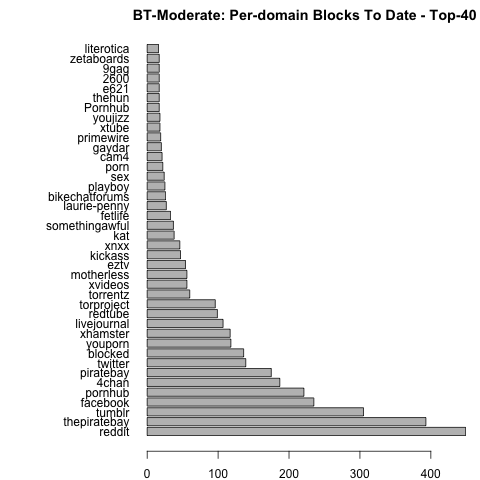 BT-Moderate: Per-domain Blocks To Date - Top-40
literotica
zetaboards
9gag
2600
e621
thehun
Pornhub
youjizz
xtube
primewire
gaydar
cam4
porn
sex
playboy
bikechatforums
laurie-penny
fetlife
somethingawful
kat
xnxx
kickass
eztv
motherless
xvideos
torrentz
torproject
redtube
livejournal
xhamster
youporn
blocked
twitter
piratebay
4chan
pornhub
facebook
tumblr
thepiratebay
reddit
0 100 200 300 400